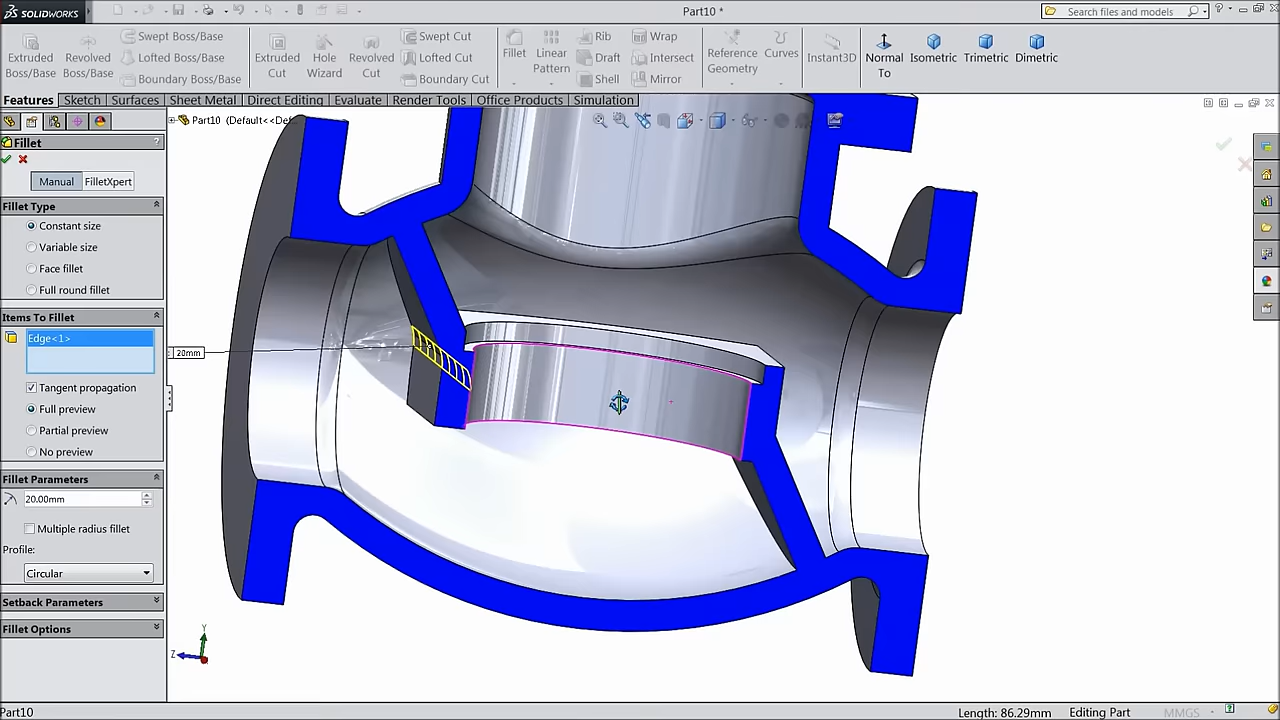 SOLIDWORKS
Part10 *
Search files and models
Extruded Boss/Base
Revolved Boss/Base
Swept Boss/Base
Lofted Boss/Base
Boundary Boss/Base
Extruded Cut
Hole Wizard
Revolved Cut
Swept Cut
Lofted Cut
Boundary Cut
Fillet
Linear Pattern
Rib
Draft
Shell
Wrap
Intersect
Mirror
Reference Geometry
Curves
Instant3D
Normal To
Isometric
Trimetric
Dimetric
Features
Sketch
Surfaces
Sheet Metal
Direct Editing
Evaluate
Render Tools
Office Products
Simulation
Part10 (Default<<Def
Fillet
?
Manual
FilletXpert
Fillet Type
Constant size
Variable size
Face fillet
Full round fillet
Items To Fillet
Edge<1>
Tangent propagation
Full preview
Partial preview
No preview
Fillet Parameters
20.00mm
Multiple radius fillet
Profile:
Circular
Setback Parameters
Fillet Options
20mm
Y
Z
Part10
Length: 86.29mm
Editing Part
MMGS